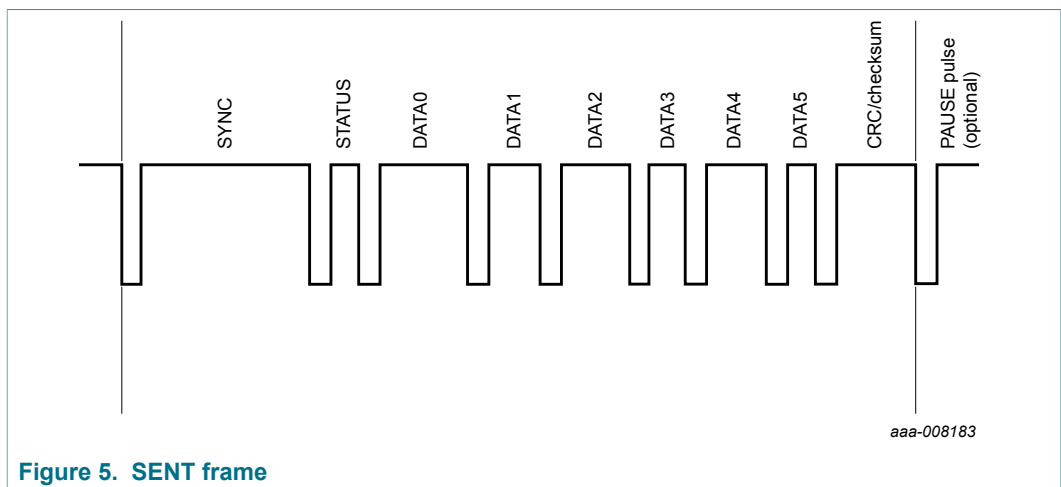 SYNC
STATUS
DATA0
DATA1
DATA2
DATA3
DATA4
DATA5
CRC/checksum
PAUSE pulse
(optional)
aaa-008183
Figure 5. SENT frame